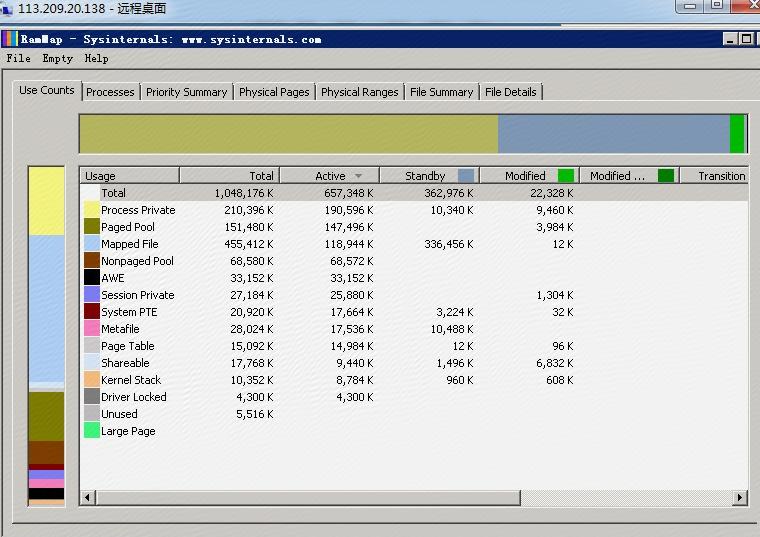 113.209.20.138 - 远程桌面
RamMap - Sysinternals: www.sysinternals.com
File Empty Help
Use Counts Processes Priority Summary Physical Pages Physical Ranges File Summary File Details
Usage Total Active Standby Modified Modified ... Transition
Total 1,048,176 K 657,348 K 362,976 K 22,328 K
Process Private 210,396 K 190,596 K 10,340 K 9,460 K
Paged Pool 151,480 K 147,496 K 3,984 K
Mapped File 455,412 K 118,944 K 336,456 K 12 K
Nonpaged Pool 68,580 K 68,572 K
AWE 33,152 K 33,152 K
Session Private 27,184 K 25,880 K 1,304 K
System PTE 20,920 K 17,664 K 3,224 K 32 K
Metafile 28,024 K 17,536 K 10,488 K
Page Table 15,092 K 14,984 K 12 K 96 K
Shareable 17,768 K 9,440 K 1,496 K 6,832 K
Kernel Stack 10,352 K 8,784 K 960 K 608 K
Driver Locked 4,300 K 4,300 K
Unused 5,516 K
Large Page